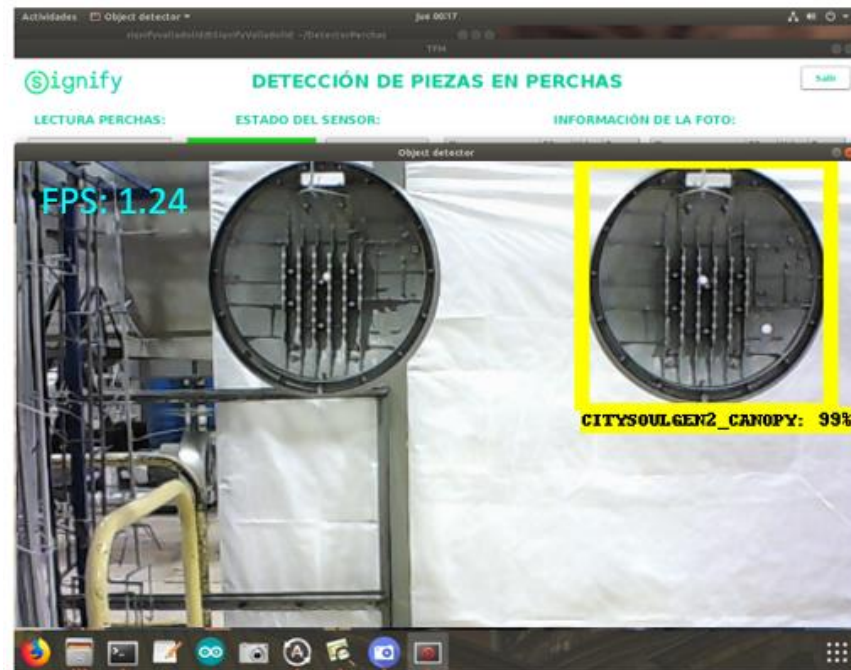 Actividades Object detector jue 00:17
TFM
Signify DETECCIÓN DE PIEZAS EN PERCHAS Salir
LECTURA PERCHAS: ESTADO DEL SENSOR: INFORMACIÓN DE LA FOTO:
Object detector
FPS: 1.24
CITYSOULGEN2_CANOPY: 99%